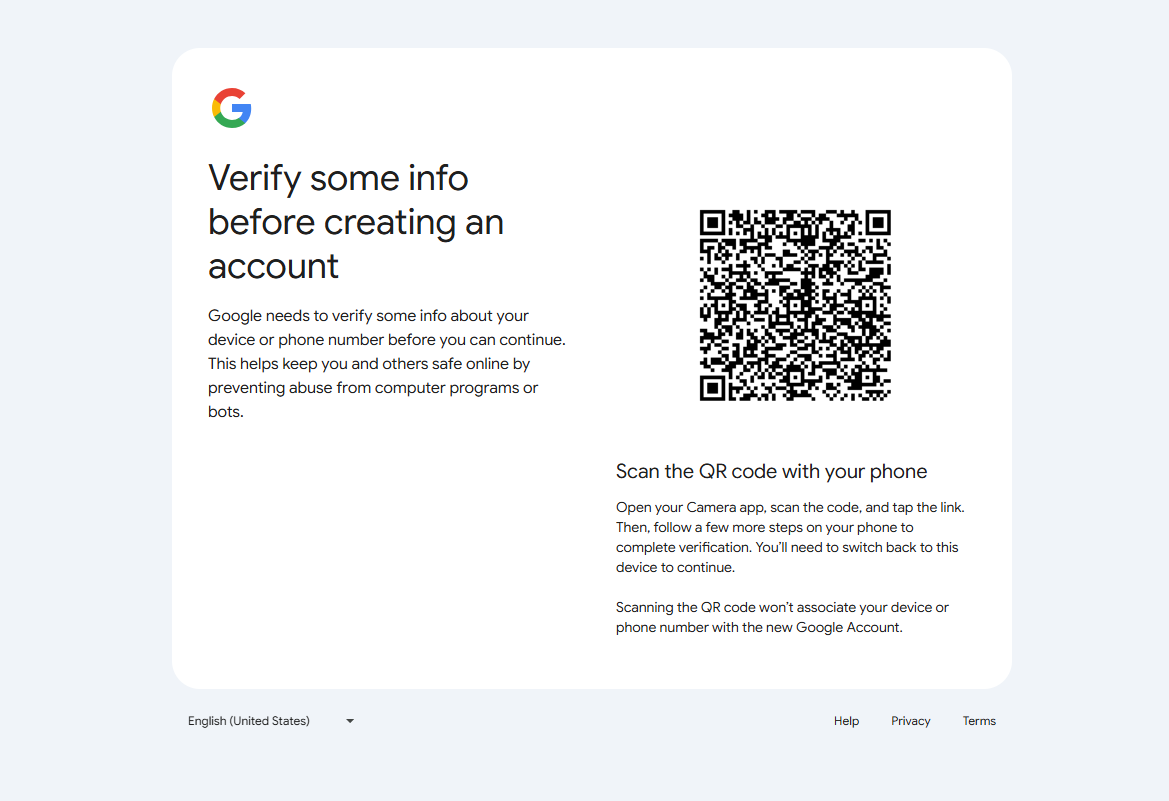 Verify some info
before creating an
account
Google needs to verify some info about your
device or phone number before you can continue.
This helps keep you and others safe online by
preventing abuse from computer programs or
bots.
Scan the QR code with your phone
Open your Camera app, scan the code, and tap the link.
Then, follow a few more steps on your phone to
complete verification. You’ll need to switch back to this
device to continue.
Scanning the QR code won’t associate your device or
phone number with the new Google Account.
English (United States)
Help Privacy Terms